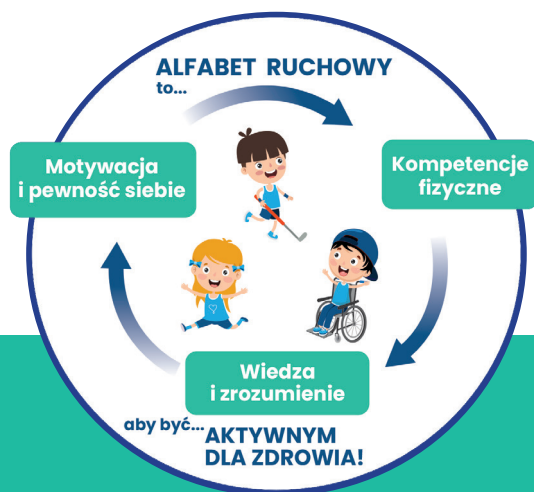 ALFABET RUCHOWY
to...
Motywacja
i pewność siebie
Kompetencje
fizyczne
Wiedza
i zrozumienie
aby być...
AKTYWNYM
DLA ZDROWIA!